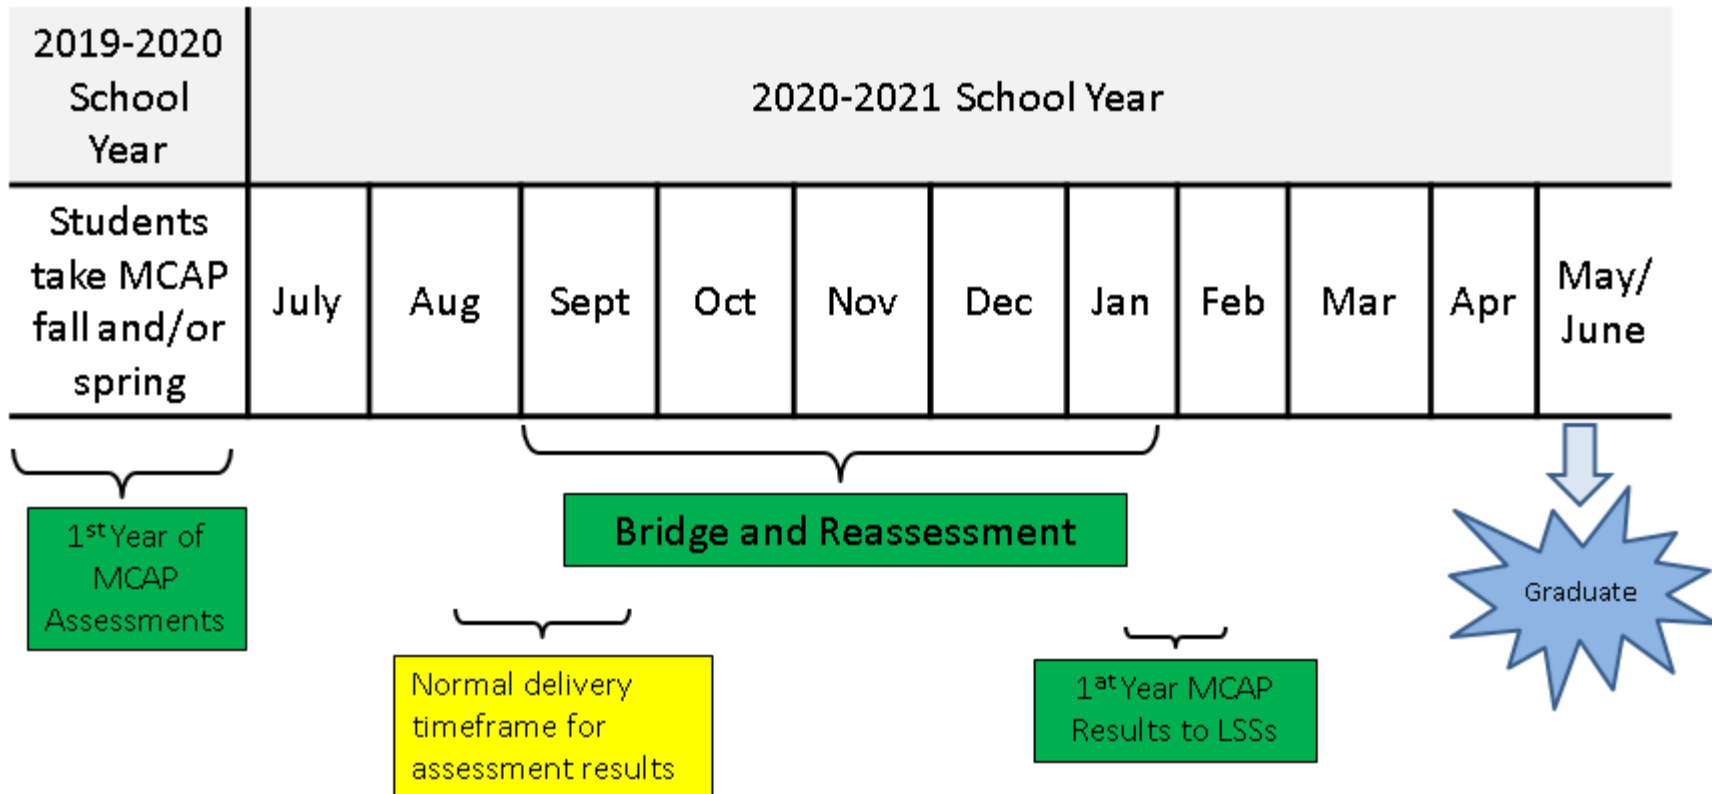 2019-2020
School
Year
2020-2021 School Year
Students
take MCAP
fall and/or
spring
July
Aug
Sept
Oct
Nov
Dec
Jan
Feb
Mar
Apr
May/
June
1st Year of
MCAP
Assessments
Bridge and Reassessment
Graduate
Normal delivery
timeframe for
assessment results
1at Year MCAP
Results to LSSs